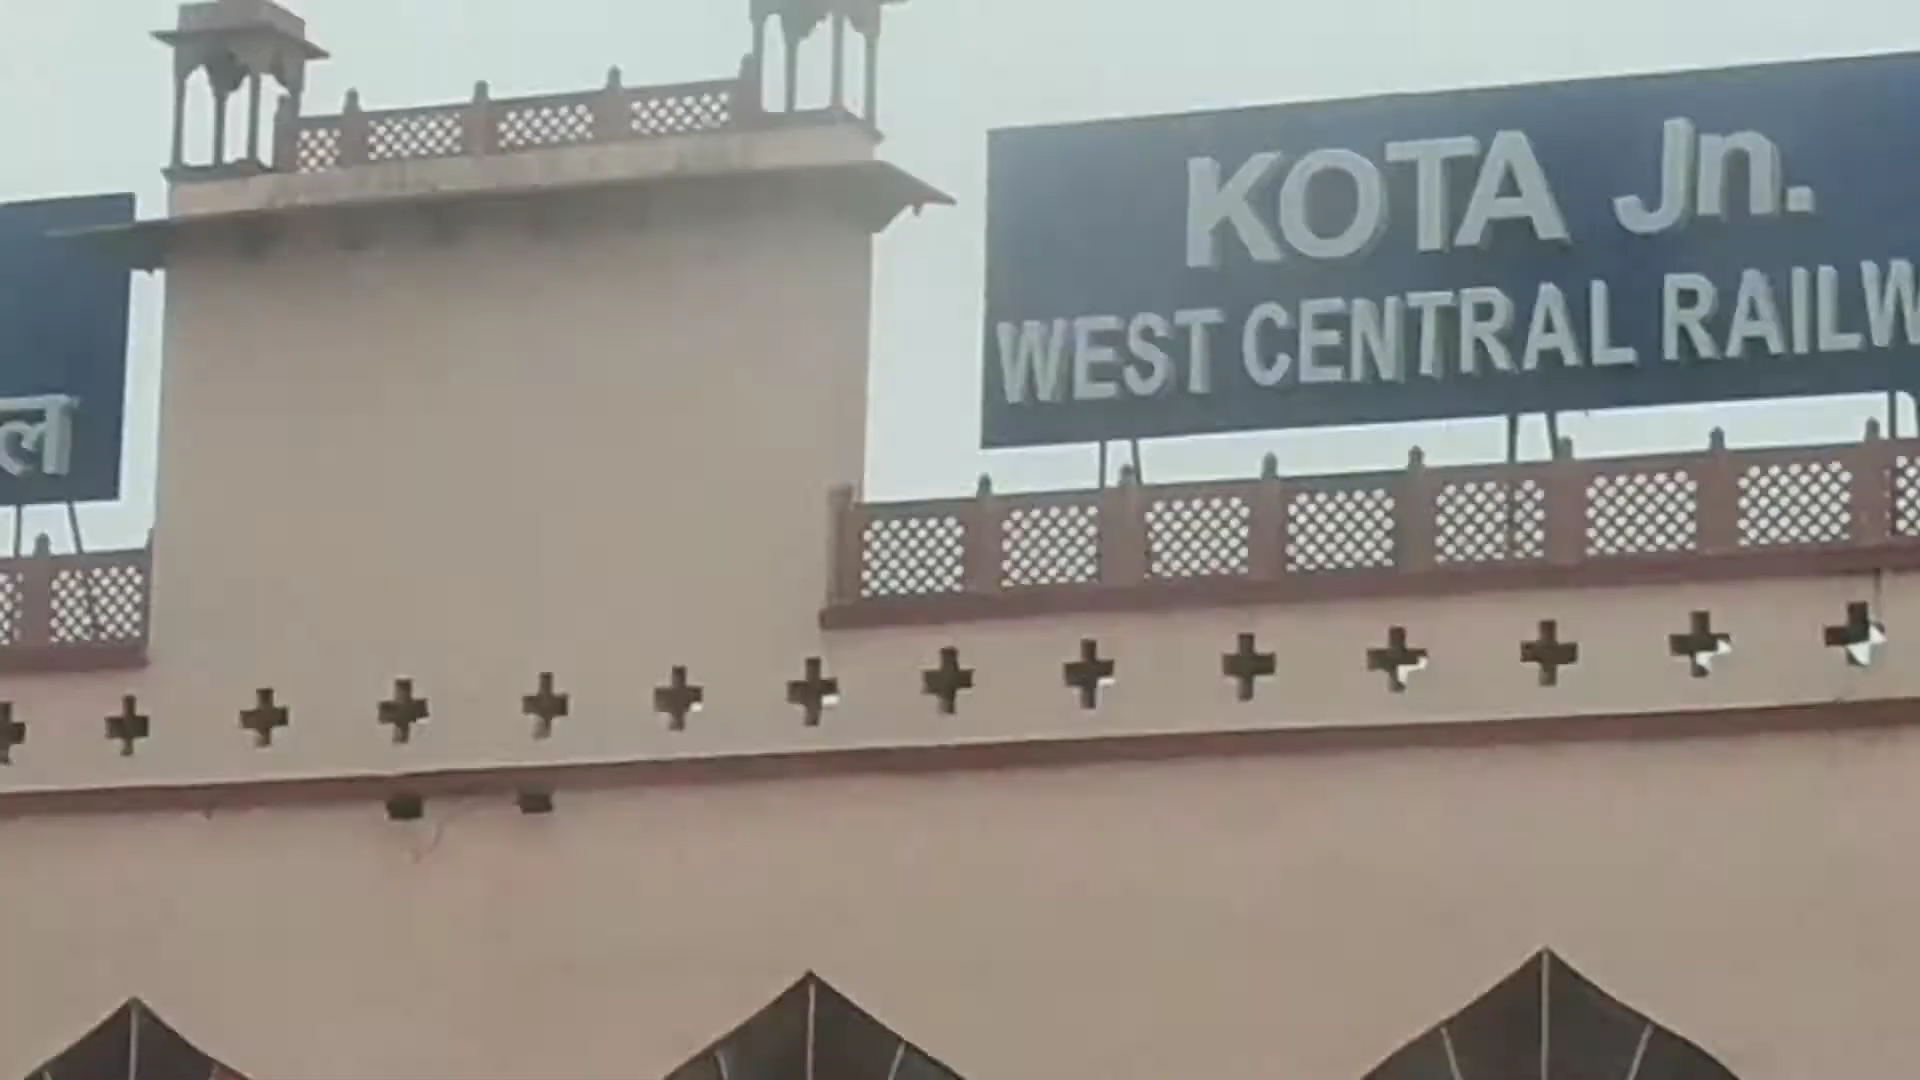 KOTA Jn.
WEST CENTRAL RAILW
ल